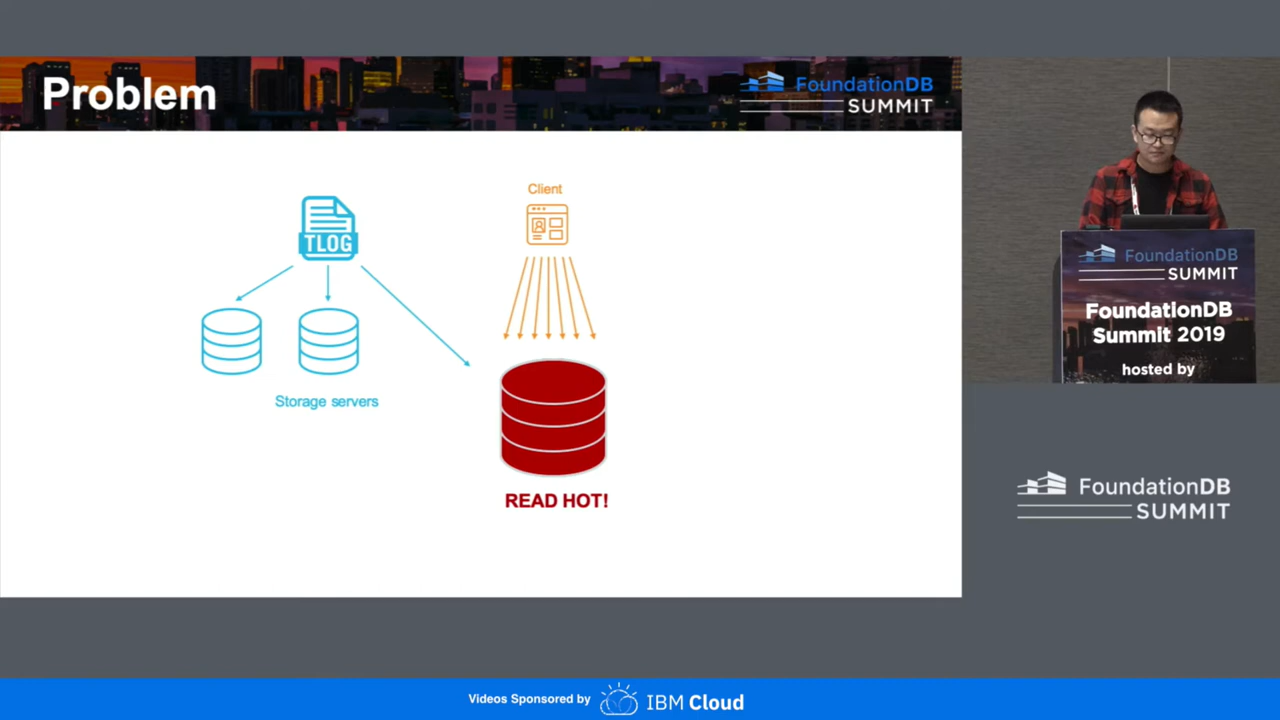 Problem
FoundationDB
SUMMIT
Client
TLOG
Storage servers
READ HOT!
FoundationDB
SUMMIT
FoundationDB
Summit 2019
hosted by
FoundationDB
SUMMIT
Videos Sponsored by IBM Cloud